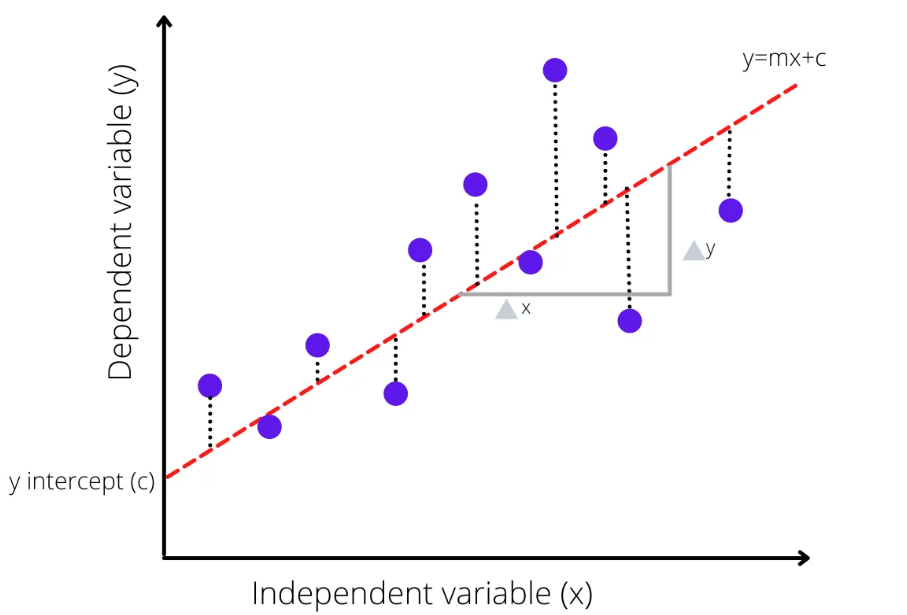 y=mx+c
Dependent variable (y)
y
x
y intercept (c)
Independent variable (x)